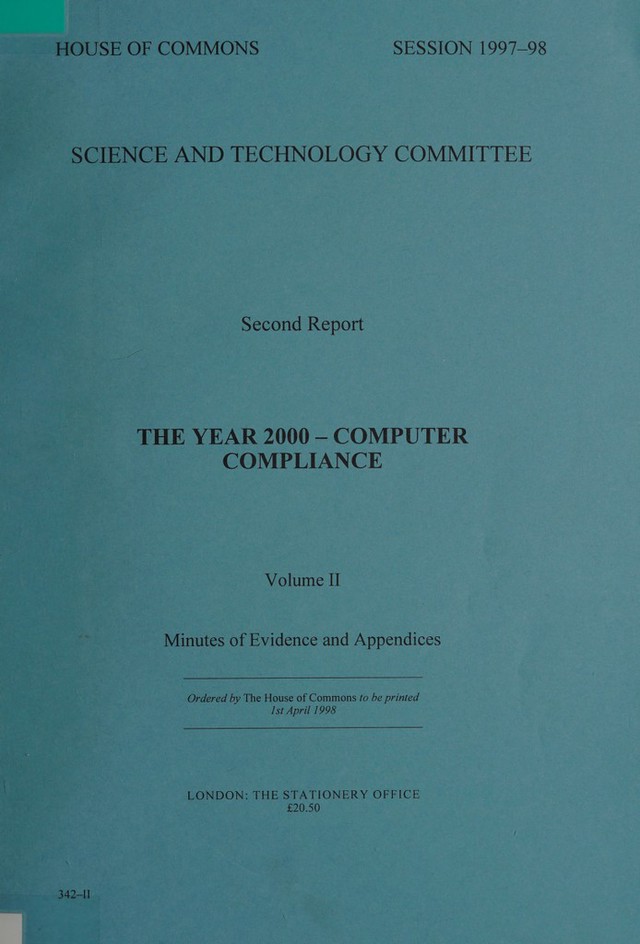 HOUSE OF COMMONS SESSION 1997–98
SCIENCE AND TECHNOLOGY COMMITTEE
Second Report
THE YEAR 2000 – COMPUTER
COMPLIANCE
Volume II
Minutes of Evidence and Appendices
Ordered by The House of Commons to be printed
1st April 1998
LONDON: THE STATIONERY OFFICE
£20.50
342–II